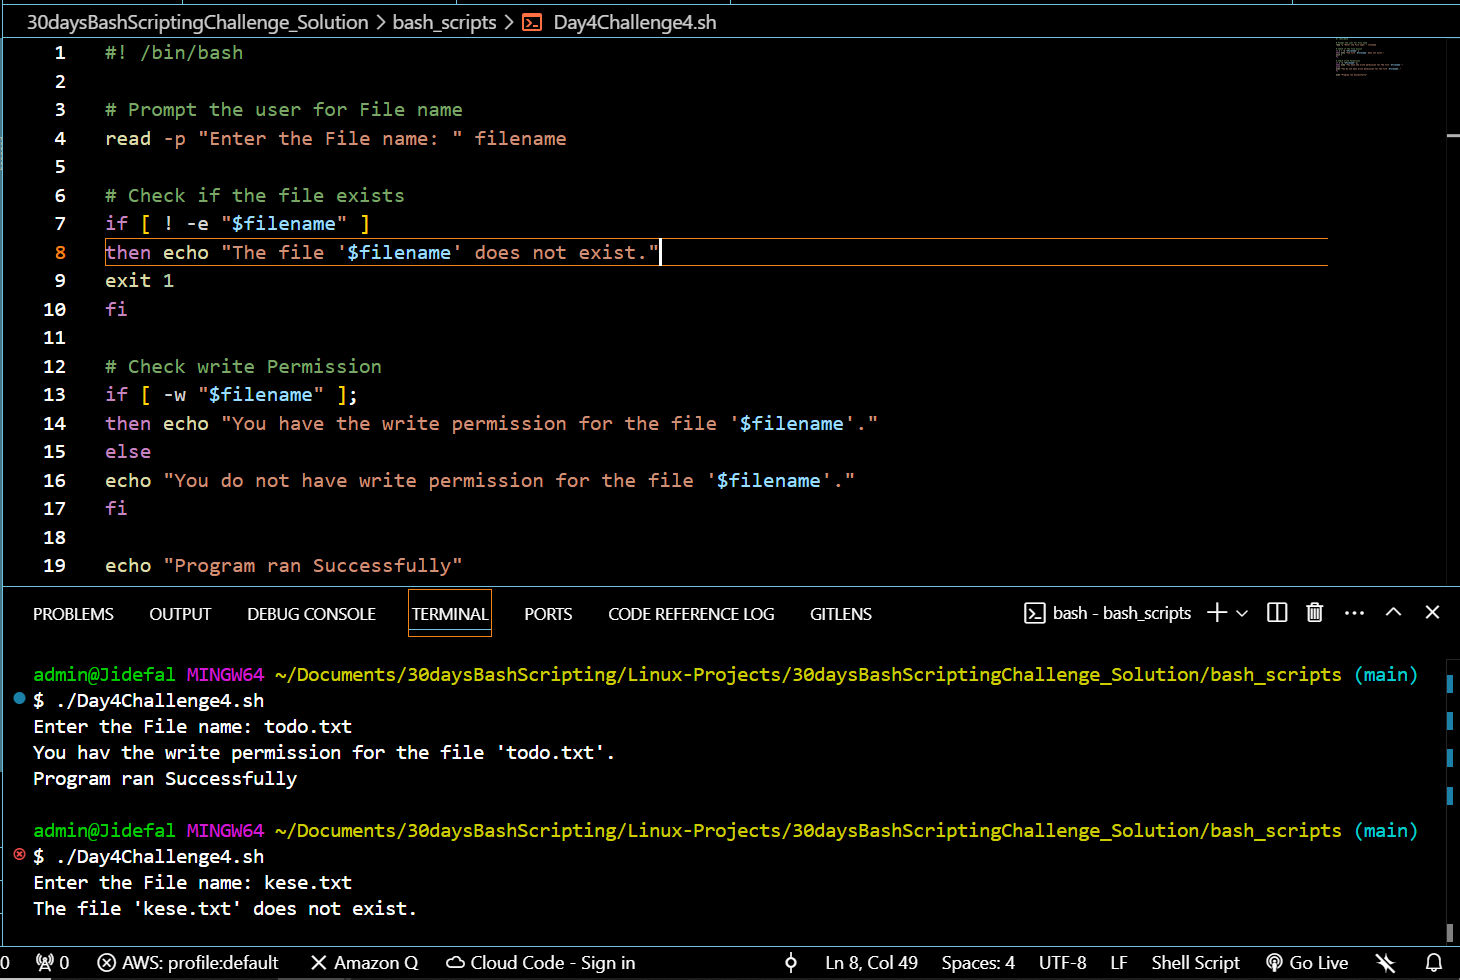 30daysBashScriptingChallenge_Solution > bash_scripts > Day4Challenge4.sh
1 #! /bin/bash
2
3 # Prompt the user for File name
4 read -p "Enter the File name: " filename
5
6 # Check if the file exists
7 if [ ! -e "$filename" ]
8 then echo "The file '$filename' does not exist."
9 exit 1
10 fi
11
12 # Check write Permission
13 if [ -w "$filename" ];
14 then echo "You have the write permission for the file '$filename'."
15 else
16 echo "You do not have write permission for the file '$filename'."
17 fi
18
19 echo "Program ran Successfully"
PROBLEMS OUTPUT DEBUG CONSOLE TERMINAL PORTS CODE REFERENCE LOG GITLENS bash - bash_scripts
admin@Jidefal MINGW64 ~/Documents/30daysBashScripting/Linux-Projects/30daysBashScriptingChallenge_Solution/bash_scripts (main)
$ ./Day4Challenge4.sh
Enter the File name: todo.txt
You hav the write permission for the file 'todo.txt'.
Program ran Successfully
admin@Jidefal MINGW64 ~/Documents/30daysBashScripting/Linux-Projects/30daysBashScriptingChallenge_Solution/bash_scripts (main)
$ ./Day4Challenge4.sh
Enter the File name: kese.txt
The file 'kese.txt' does not exist.
0 0 AWS: profile:default Amazon Q Cloud Code - Sign in Ln 8, Col 49 Spaces: 4 UTF-8 LF Shell Script Go Live